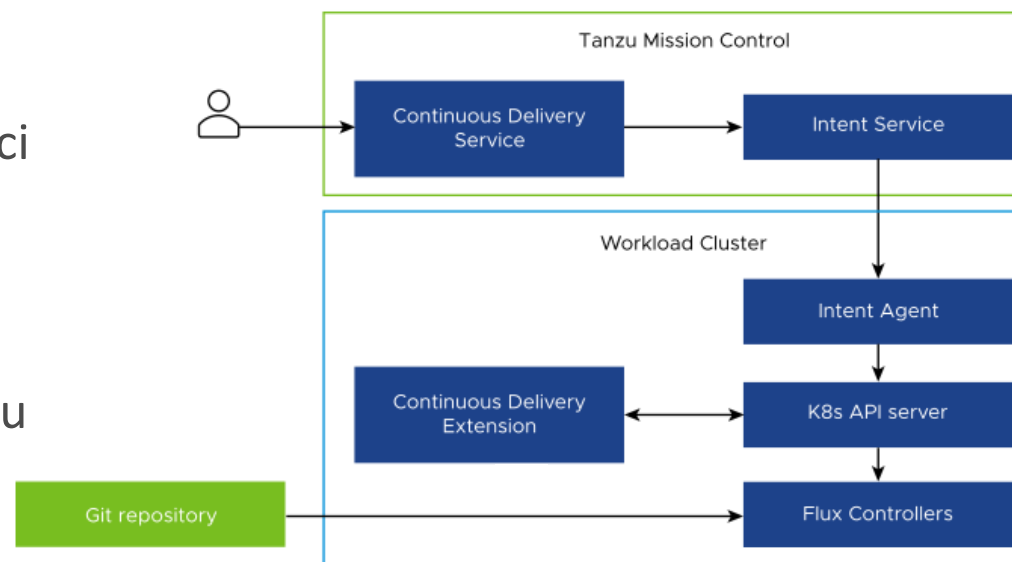 Tanzu Mission Control
ci
Continuous Delivery
Service
Intent Service
Workload Cluster
Intent Agent
u
Continuous Delivery
Extension
K8s API server
Git repository
Flux Controllers